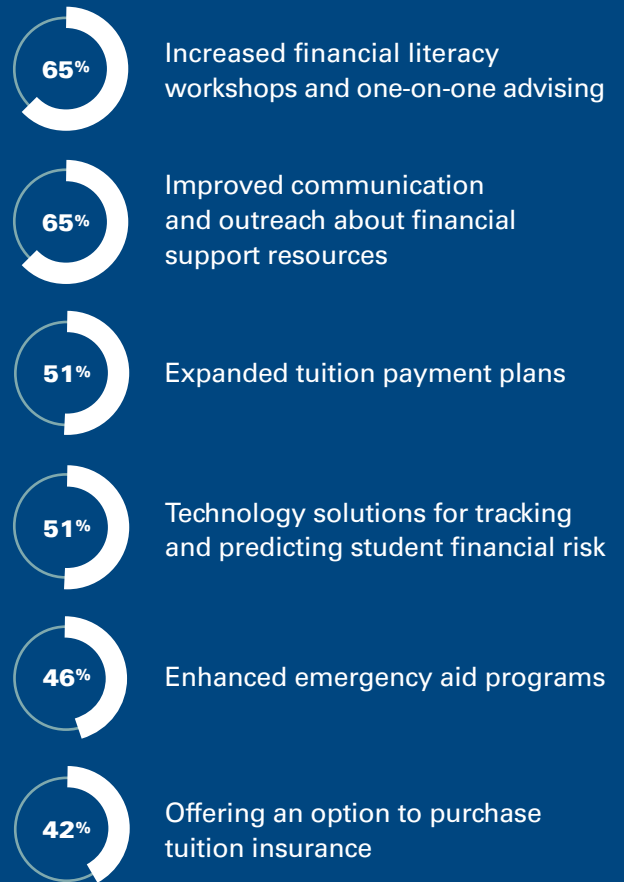 65%
Increased financial literacy
workshops and one-on-one advising
65%
Improved communication
and outreach about financial
support resources
51%
Expanded tuition payment plans
51%
Technology solutions for tracking
and predicting student financial risk
46%
Enhanced emergency aid programs
42%
Offering an option to purchase
tuition insurance